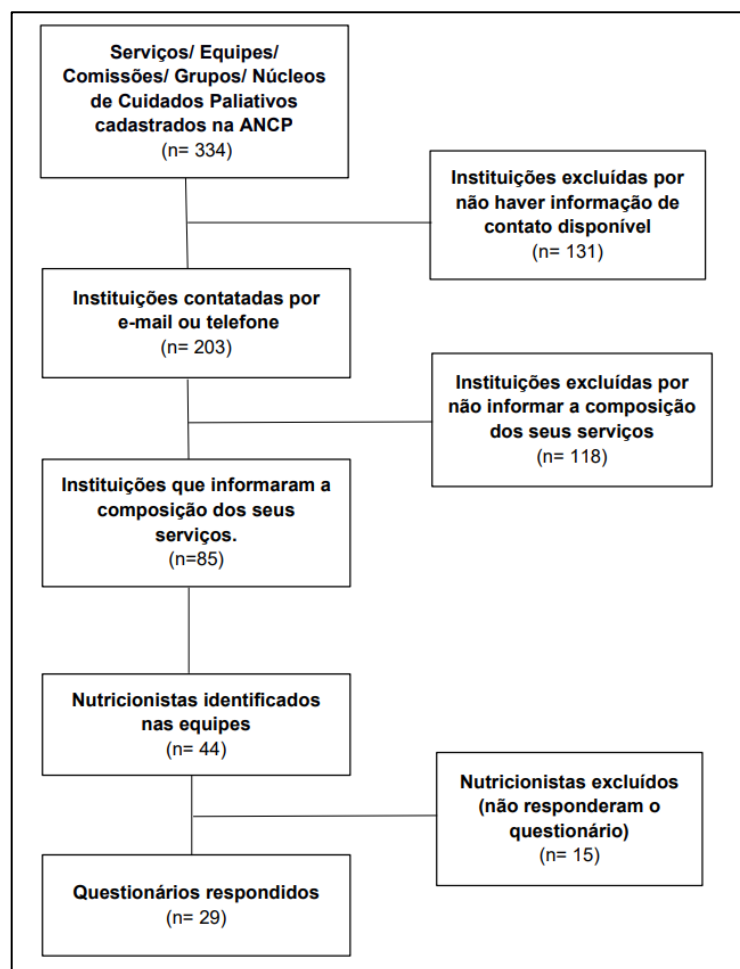 Serviços/ Equipes/
Comissões/ Grupos/ Núcleos
de Cuidados Paliativos
cadastrados na ANCP
(n= 334)
Instituições excluídas por
não haver informação de
contato disponível
(n= 131)
Instituições contatadas por
e-mail ou telefone
(n= 203)
Instituições excluídas por
não informar a composição
dos seus serviços
(n= 118)
Instituições que informaram a
composição dos seus
serviços.
(n=85)
Nutricionistas identificados
nas equipes
(n= 44)
Nutricionistas excluídos
(não responderam o
questionário)
(n= 15)
Questionários respondidos
(n= 29)